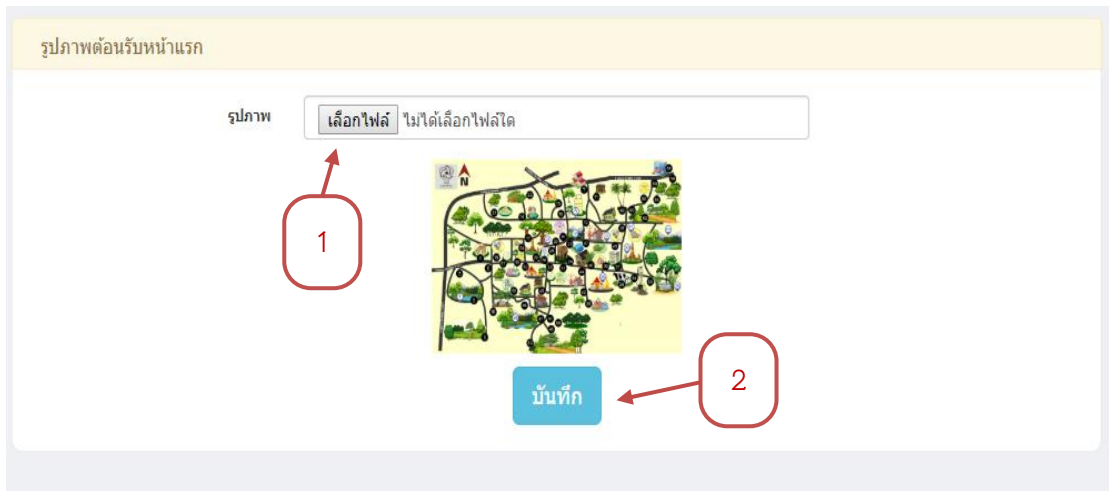 รูปภาพต้อนรับหน้าแรก
รูปภาพ เลือกไฟล์ ไม่ได้เลือกไฟล์ใด
N
1
2
บันทึก